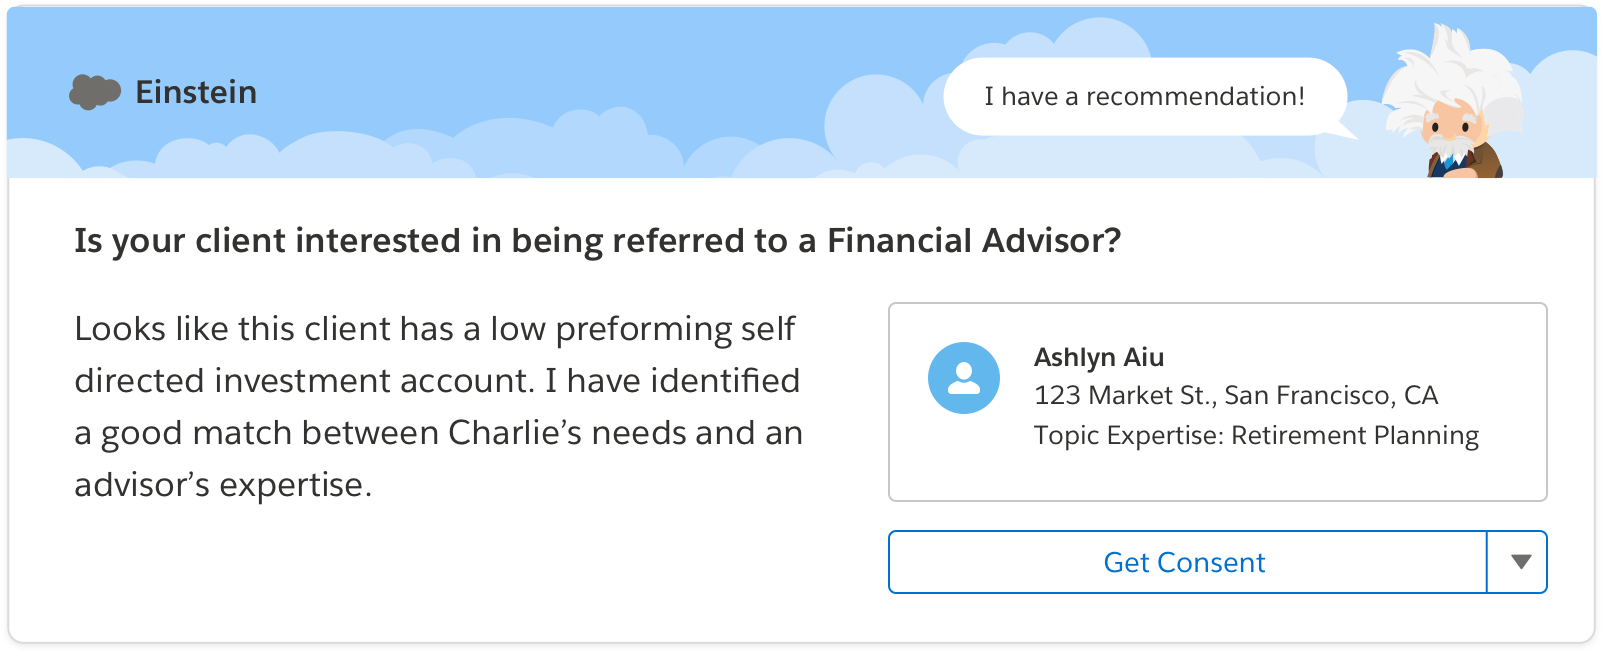 Einstein
I have a recommendation!
Is your client interested in being referred to a Financial Advisor?
Looks like this client has a low preforming self
directed investment account. I have identified
a good match between Charlie’s needs and an
advisor’s expertise.
Ashlyn Aiu
123 Market St., San Francisco, CA
Topic Expertise: Retirement Planning
Get Consent